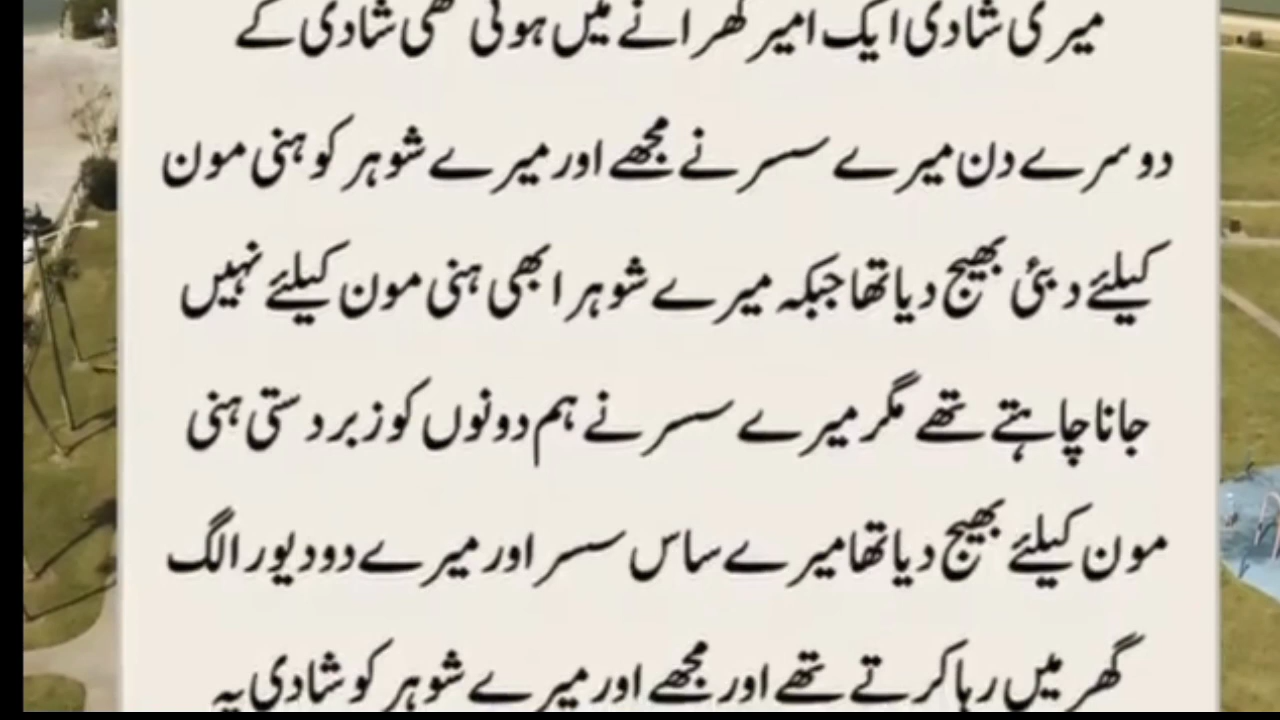 میری شادی ایک امیر گھرانے میں ہوئی تھی شادی کے
دوسرے دن میرے سسر نے مجھے اور میرے شوہر کو ہنی مون
کیلئے دبئی بھیج دیا تھا جبکہ میرے شوہر ابھی ہنی مون کیلئے نہیں
جانا چاہتے تھے مگر میرے سسر نے ہم دونوں کو زبردستی ہنی
مون کیلئے بھیج دیا تھا میرے ساس سسر اور میرے دو دیور الگ
گھر میں رہا کرتے تھے اور مجھے اور میرے شوہر کو شادی پہ